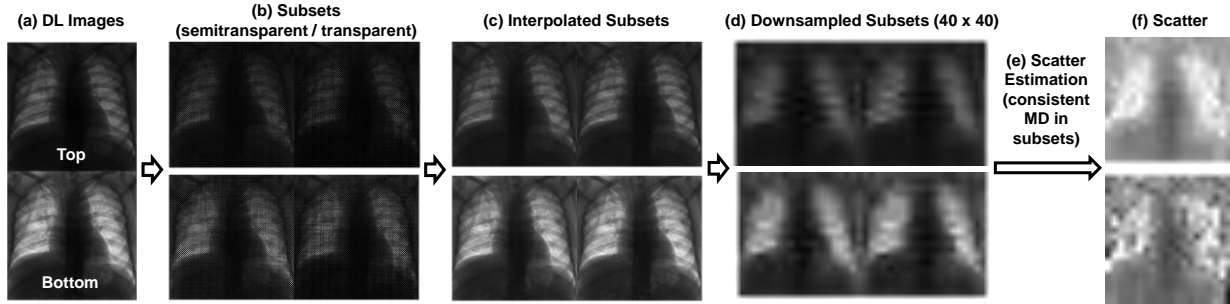 (a) DL Images
(b) Subsets
(semitransparent / transparent)
(c) Interpolated Subsets
(d) Downsampled Subsets (40 x 40)
(e) Scatter
Estimation
(consistent
MD in
subsets)
(f) Scatter
Top
Bottom